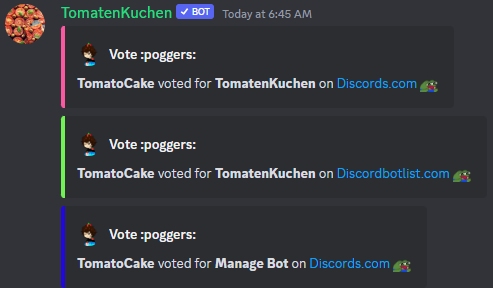 TomatenKuchen ✓ BOT Today at 6:45 AM
Vote :poggers:
TomatoCake voted for TomatenKuchen on Discords.com
Vote :poggers:
TomatoCake voted for TomatenKuchen on Discordbotlist.com
Vote :poggers:
TomatoCake voted for Manage Bot on Discords.com